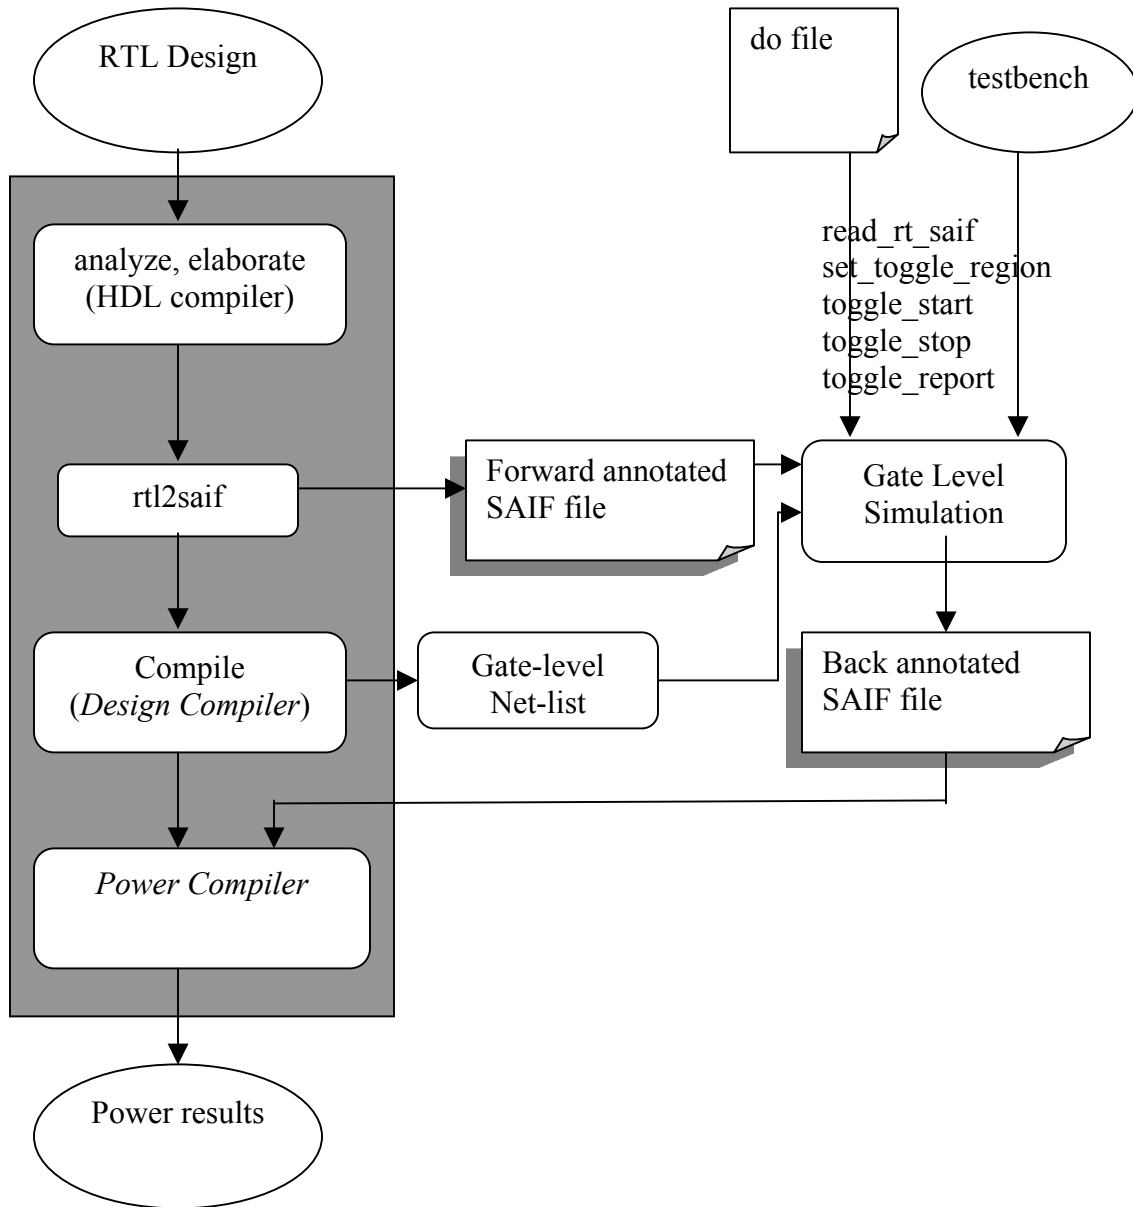 RTL Design
do file
testbench
analyze, elaborate
(HDL compiler)
read_rt_saif
set_toggle_region
toggle_start
toggle_stop
toggle_report
rtl2saif
Forward annotated
SAIF file
Gate Level
Simulation
Compile
(Design Compiler)
Gate-level
Net-list
Back annotated
SAIF file
Power Compiler
Power results